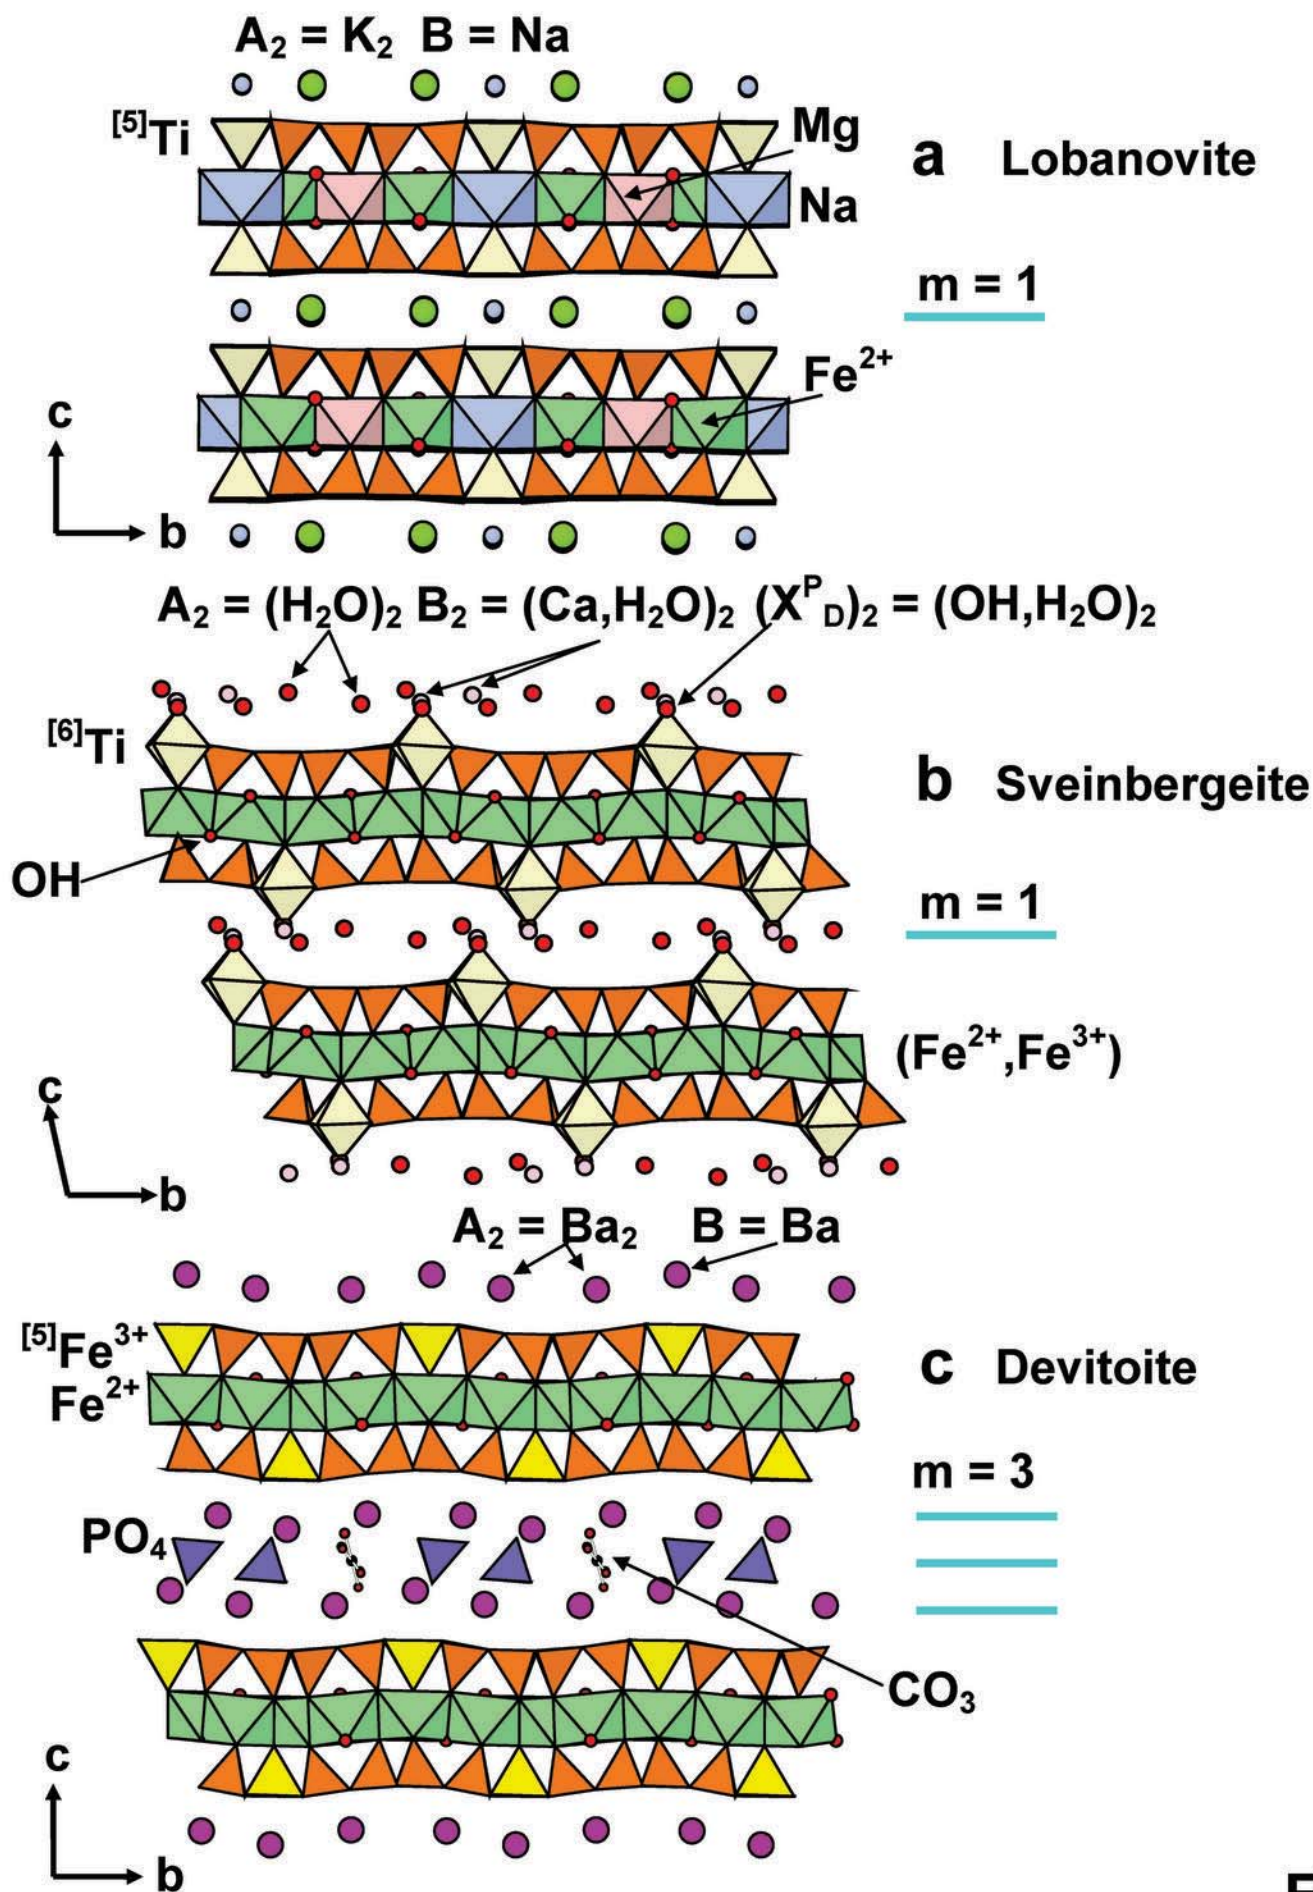 A₂ = K₂ B = Na
[5]Ti
Mg
a Lobanovite
Na
m = 1
Fe²⁺
c
b
A₂ = (H₂O)₂ B₂ = (Ca,H₂O)₂ (Xᴾ_D)₂ = (OH,H₂O)₂
[6]Ti
b Sveinbergeite
OH
m = 1
(Fe²⁺,Fe³⁺)
c
b
A₂ = Ba₂ B = Ba
[5]Fe³⁺
Fe²⁺
c Devitoite
m = 3
PO₄
CO₃
c
b